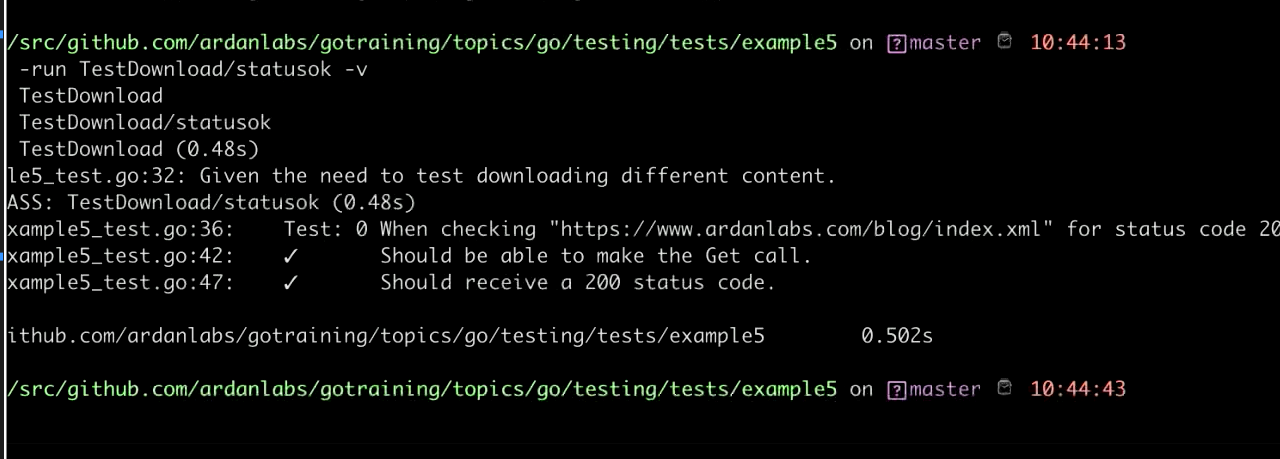 /src/github.com/ardanlabs/gotraining/topics/go/testing/tests/example5 on master 10:44:13
-run TestDownload/statusok -v
TestDownload
TestDownload/statusok
TestDownload (0.48s)
le5_test.go:32: Given the need to test downloading different content.
ASS: TestDownload/statusok (0.48s)
xample5_test.go:36: Test: 0 When checking "https://www.ardanlabs.com/blog/index.xml" for status code 20
xample5_test.go:42: ✓ Should be able to make the Get call.
xample5_test.go:47: ✓ Should receive a 200 status code.
ithub.com/ardanlabs/gotraining/topics/go/testing/tests/example5 0.502s
/src/github.com/ardanlabs/gotraining/topics/go/testing/tests/example5 on master 10:44:43